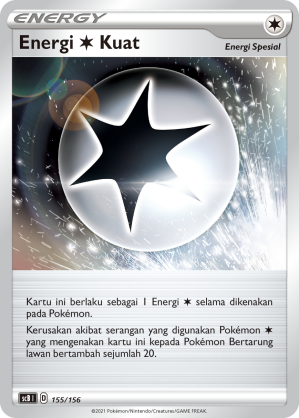 ENERGY
Energi ✶ Kuat
Energi Spesial
Kartu ini berlaku sebagai 1 Energi ✶ selama dikenakan
pada Pokémon.
Kerusakan akibat serangan yang digunakan Pokémon ✶
yang mengenakan kartu ini kepada Pokémon Bertarung
lawan bertambah sejumlah 20.
sc3 I D 155/156
©2021 Pokémon/Nintendo/Creatures/GAME FREAK.